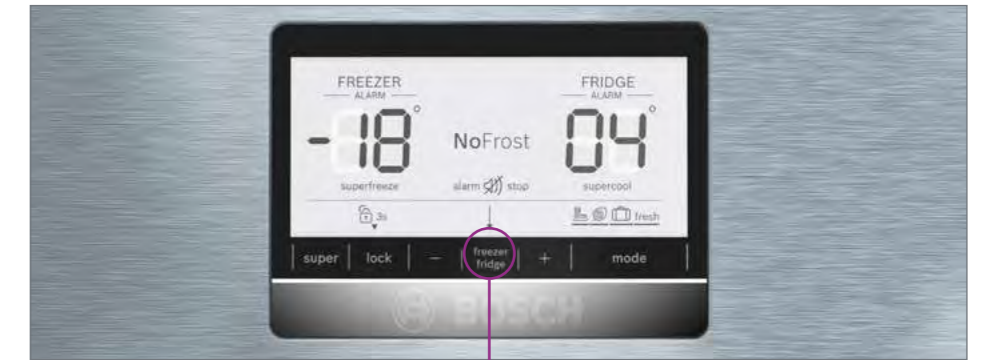 FREEZER
ALARM
-18°
superfreeze
NoFrost
alarm stop
FRIDGE
ALARM
04°
supercool
3s
fresh
super lock - freezer fridge + mode
BOSCH